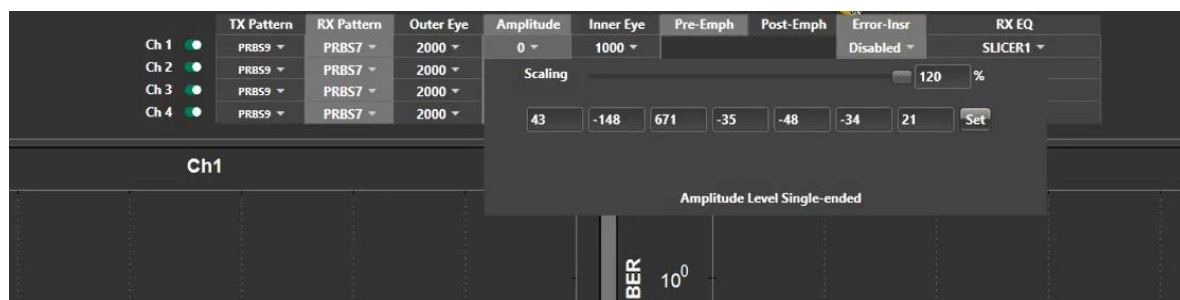 TX Pattern RX Pattern Outer Eye Amplitude Inner Eye Pre-Emph Post-Emph Error-Insr RX EQ
Ch 1 PRBS9 PRBS7 2000 0 1000 Disabled SLICER1
Ch 2 PRBS9 PRBS7 2000
Scaling 120 %
Ch 3 PRBS9 PRBS7 2000
Ch 4 PRBS9 PRBS7 2000
43 -148 671 -35 -48 -34 21 Set
Ch1
Amplitude Level Single-ended
BER
10⁰